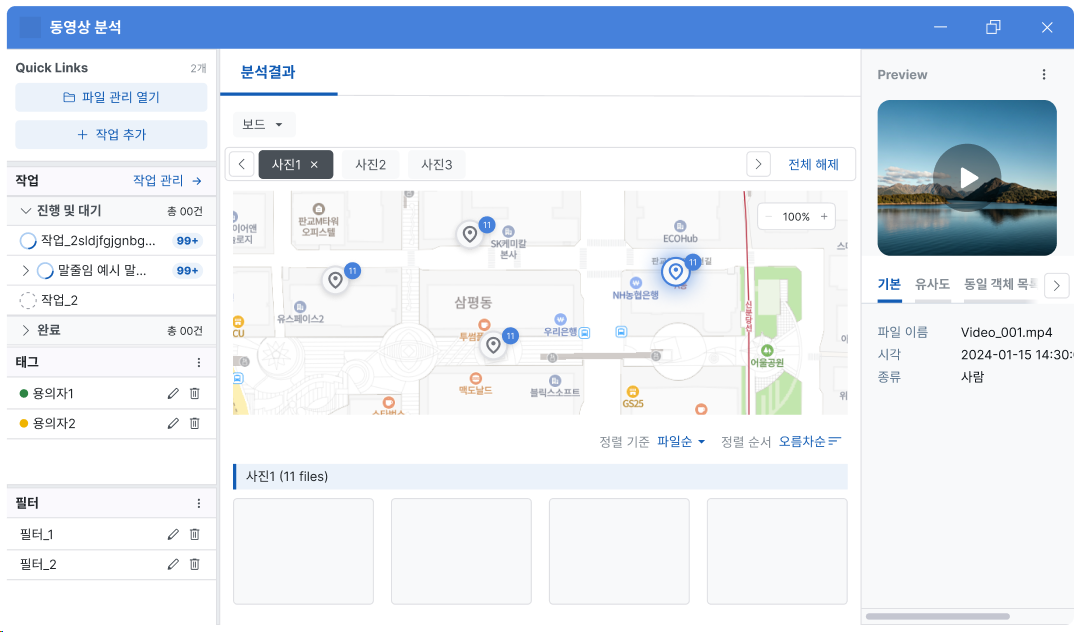 동영상 분석
Quick Links
2개
파일 관리 열기
+ 작업 추가
작업
작업 관리 →
진행 및 대기
총 00건
작업_2sldjfgjgnbg...
99+
말줄임 예시 말...
99+
작업_2
완료
총 00건
태그
용의자1
용의자2
필터
필터_1
필터_2
분석결과
보드
사진1 ×
사진2
사진3
전체 해제
이어앤
판교M타워
오피스텔
11
SK케미칼
본사
ECOHub
100%
11
11
NH농협은행
유스페이스2
삼평동
CU
투썸
11
우리은행
신분당선
어울공원
맥도날드
블릭스소프트
GS25
스타벅스
정렬 기준 파일순
정렬 순서 오름차순
사진1 (11 files)
Preview
기본
유사도
동일 객체 목
파일 이름 Video_001.mp4
시각 2024-01-15 14:30:
종류 사람